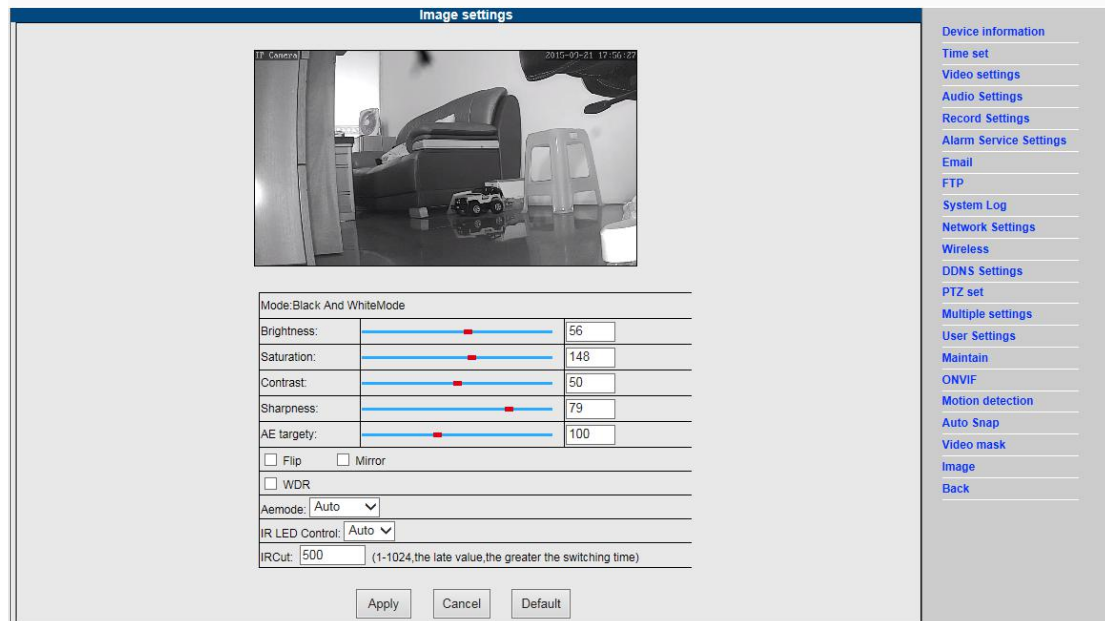 Image settings
IP Camera
2015-09-21 17:56:27
Mode:Black And WhiteMode
Brightness: 56
Saturation: 148
Contrast: 50
Sharpness: 79
AE targety: 100
Flip Mirror
WDR
Aemode: Auto
IR LED Control: Auto
IRCut: 500 (1-1024,the late value,the greater the switching time)
Apply Cancel Default
Device information
Time set
Video settings
Audio Settings
Record Settings
Alarm Service Settings
Email
FTP
System Log
Network Settings
Wireless
DDNS Settings
PTZ set
Multiple settings
User Settings
Maintain
ONVIF
Motion detection
Auto Snap
Video mask
Image
Back